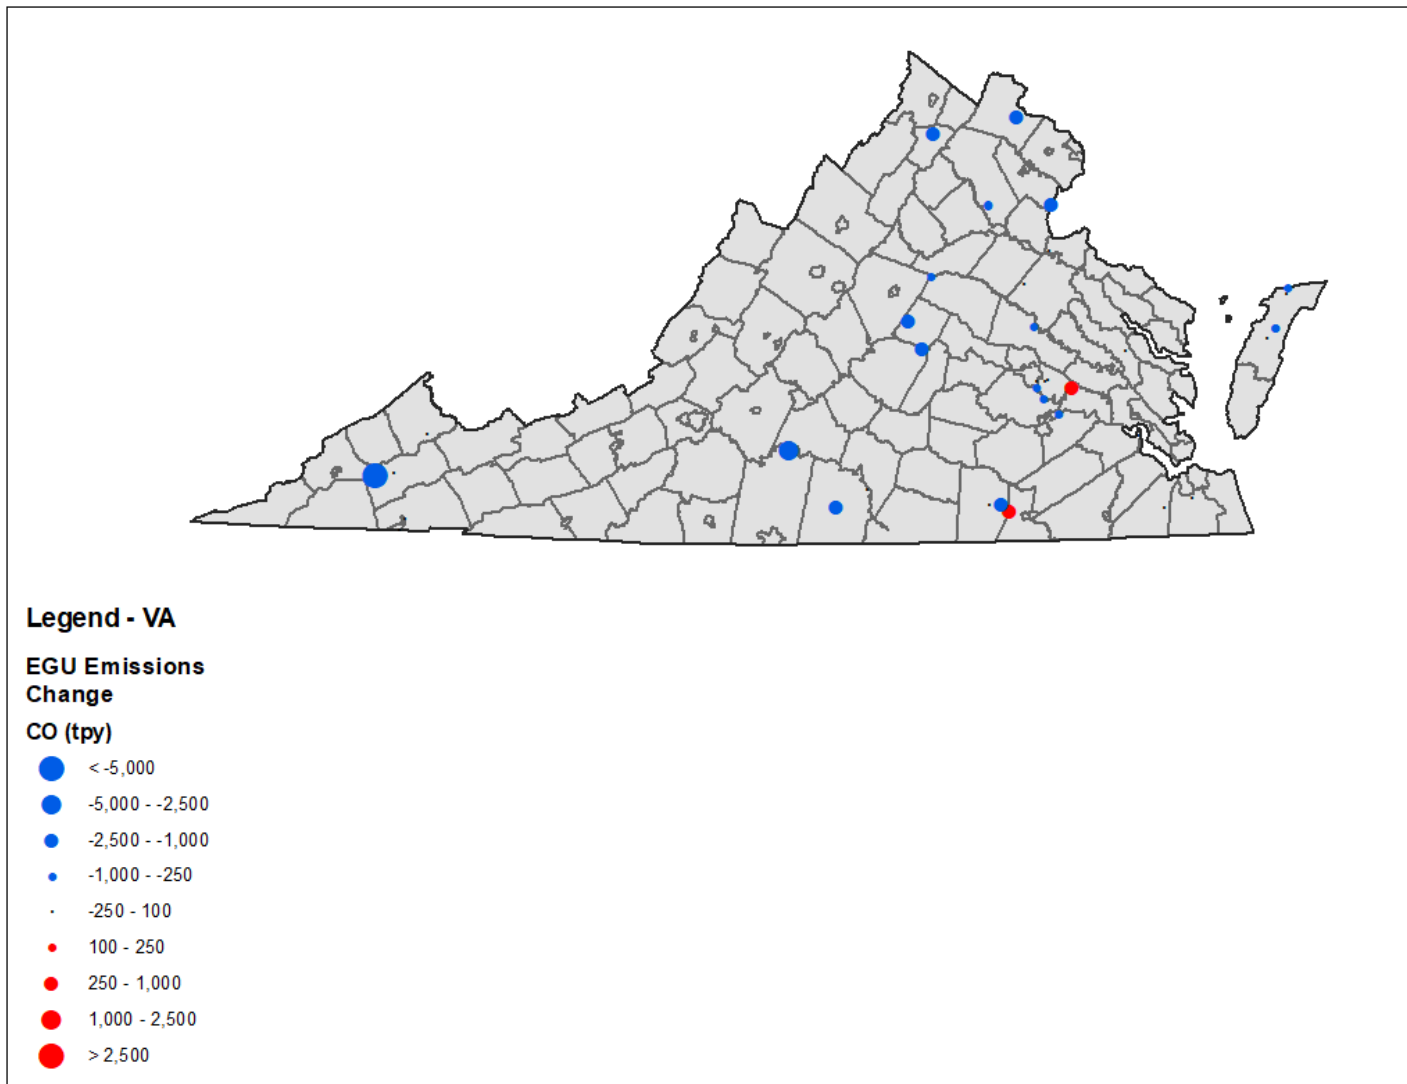 Legend - VA
EGU Emissions
Change
CO (tpy)
< -5,000
-5,000 - -2,500
-2,500 - -1,000
-1,000 - -250
-250 - 100
100 - 250
250 - 1,000
1,000 - 2,500
> 2,500